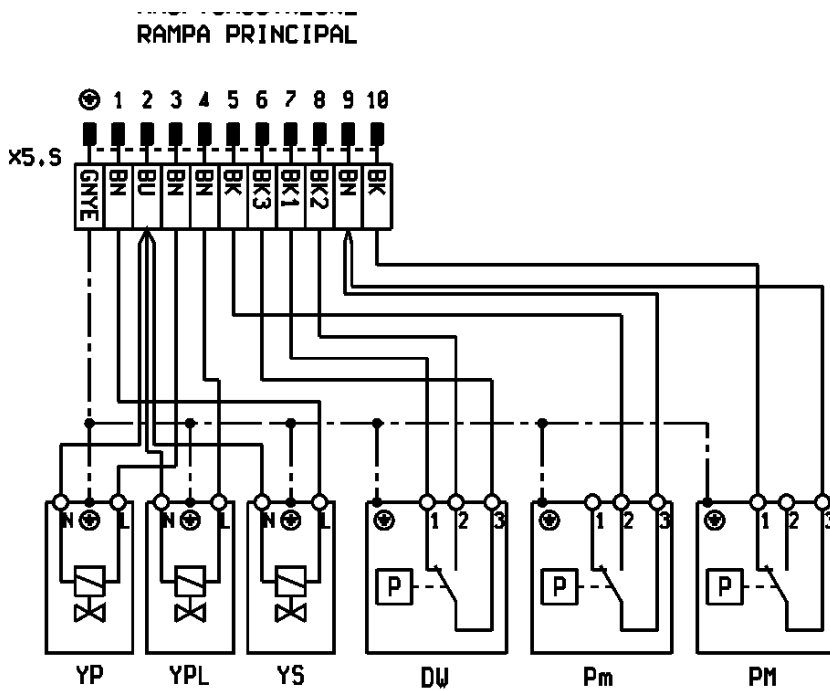 RAMPA PRINCIPAL
1 2 3 4 5 6 7 8 9 10
X5.S
GNYE BN BU BN BN BK BK3 BK1 BK2 BN BK
N L N L N L 1 2 3 1 2 3 1 2 3
P P P
YP YPL YS DW Pm PM